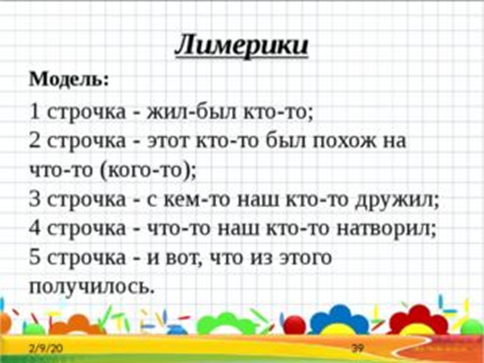 Лимерики
Модель:
1 строчка - жил-был кто-то;
2 строчка - этот кто-то был похож на
что-то (кого-то);
3 строчка - с кем-то наш кто-то дружил;
4 строчка - что-то наш кто-то натворил;
5 строчка - и вот, что из этого
получилось.
2/9/20 39